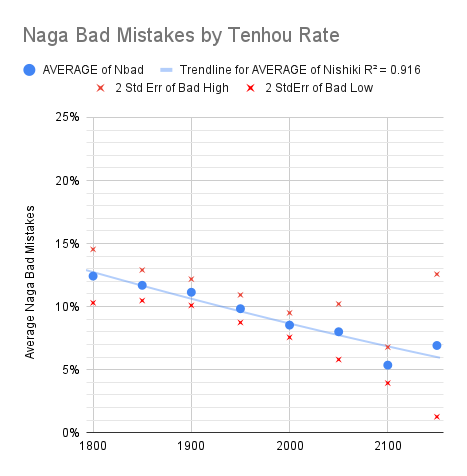 Naga Bad Mistakes by Tenhou Rate
AVERAGE of Nbad
Trendline for AVERAGE of Nishiki R² = 0.916
2 Std Err of Bad High
2 StdErr of Bad Low
Average Naga Bad Mistakes
25%
20%
15%
10%
5%
0%
1800
1900
2000
2100